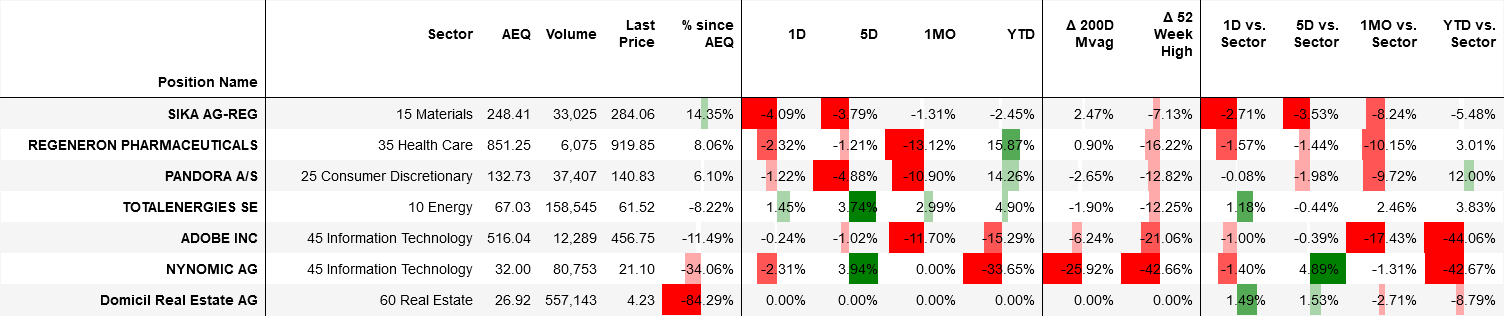 Position Name Sector AEQ Volume Last Price % since AEQ 1D 5D 1MO YTD Δ 200D Mvag Δ 52 Week High 1D vs. Sector 5D vs. Sector 1MO vs. Sector YTD vs. Sector
SIKA AG-REG 15 Materials 248.41 33,025 284.06 14.35% -4.09% -3.79% -1.31% -2.45% 2.47% -7.13% -2.71% -3.53% -8.24% -5.48%
REGENERON PHARMACEUTICALS 35 Health Care 851.25 6,075 919.85 8.06% -2.32% -1.21% -13.12% 15.87% 0.90% -16.22% -1.57% -1.44% -10.15% 3.01%
PANDORA A/S 25 Consumer Discretionary 132.73 37,407 140.83 6.10% -1.22% -4.88% -10.90% 14.26% -2.65% -12.82% -0.08% -1.98% -9.72% 12.00%
TOTALENERGIES SE 10 Energy 67.03 158,545 61.52 -8.22% 1.45% 3.74% 2.99% 4.90% -1.90% -12.25% 1.18% -0.44% 2.46% 3.83%
ADOBE INC 45 Information Technology 516.04 12,289 456.75 -11.49% -0.24% -1.02% -11.70% -15.29% -6.24% -21.06% -1.00% -0.39% -17.43% -44.06%
NYNOMIC AG 45 Information Technology 32.00 80,753 21.10 -34.06% -2.31% 3.94% 0.00% -33.65% -25.92% -42.66% -1.40% 4.89% -1.31% -42.67%
Domicil Real Estate AG 60 Real Estate 26.92 557,143 4.23 -84.29% 0.00% 0.00% 0.00% 0.00% 0.00% 0.00% 1.49% 1.53% -2.71% -8.79%